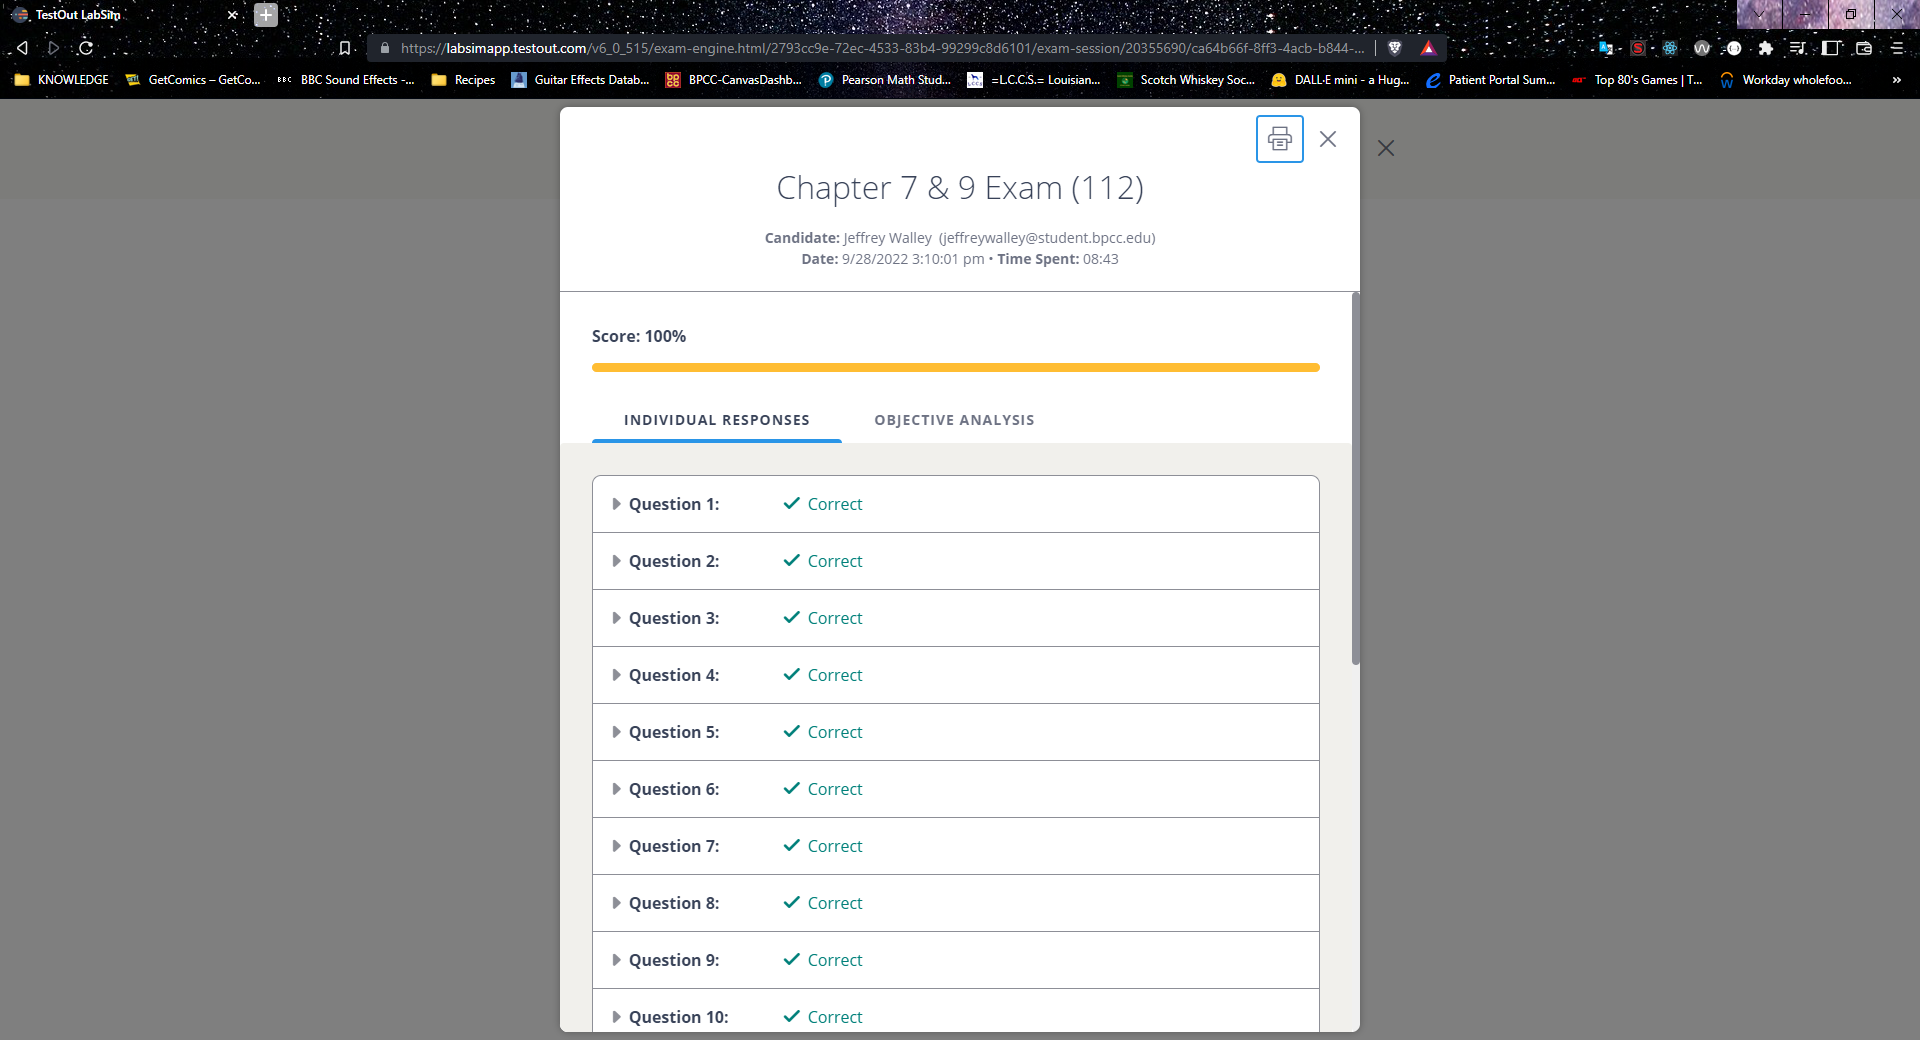 TestOut LabSim
https://labsimapp.testout.com/v6_0_515/exam-engine.html/2793cc9e-72ec-4533-83b4-99299c8d6101/exam-session/20355690/ca64b66f-8ff3-4acb-b844-...
KNOWLEDGE GetComics – GetCo... BBC BBC Sound Effects -... Recipes Guitar Effects Datab... BPCC-CanvasDashb... Pearson Math Stud... =L.C.C.S.= Louisian... Scotch Whiskey Soc... DALL·E mini - a Hug... Patient Portal Sum... Top 80's Games | T... Workday wholefoo... »
Chapter 7 & 9 Exam (112)
Candidate: Jeffrey Walley (jeffreywalley@student.bpcc.edu)
Date: 9/28/2022 3:10:01 pm • Time Spent: 08:43
Score: 100%
INDIVIDUAL RESPONSES OBJECTIVE ANALYSIS
Question 1: Correct
Question 2: Correct
Question 3: Correct
Question 4: Correct
Question 5: Correct
Question 6: Correct
Question 7: Correct
Question 8: Correct
Question 9: Correct
Question 10: Correct